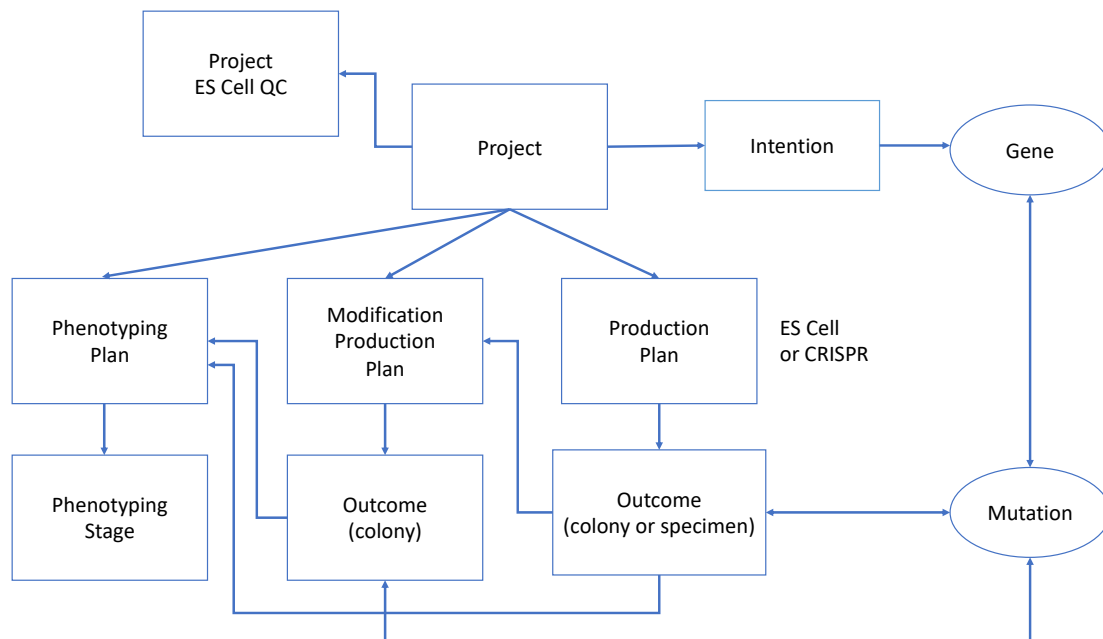 Project
ES Cell QC
Project
Intention
Gene
Phenotyping
Plan
Modification
Production
Plan
Production
Plan
ES Cell
or CRISPR
Phenotyping
Stage
Outcome
(colony)
Outcome
(colony or specimen)
Mutation